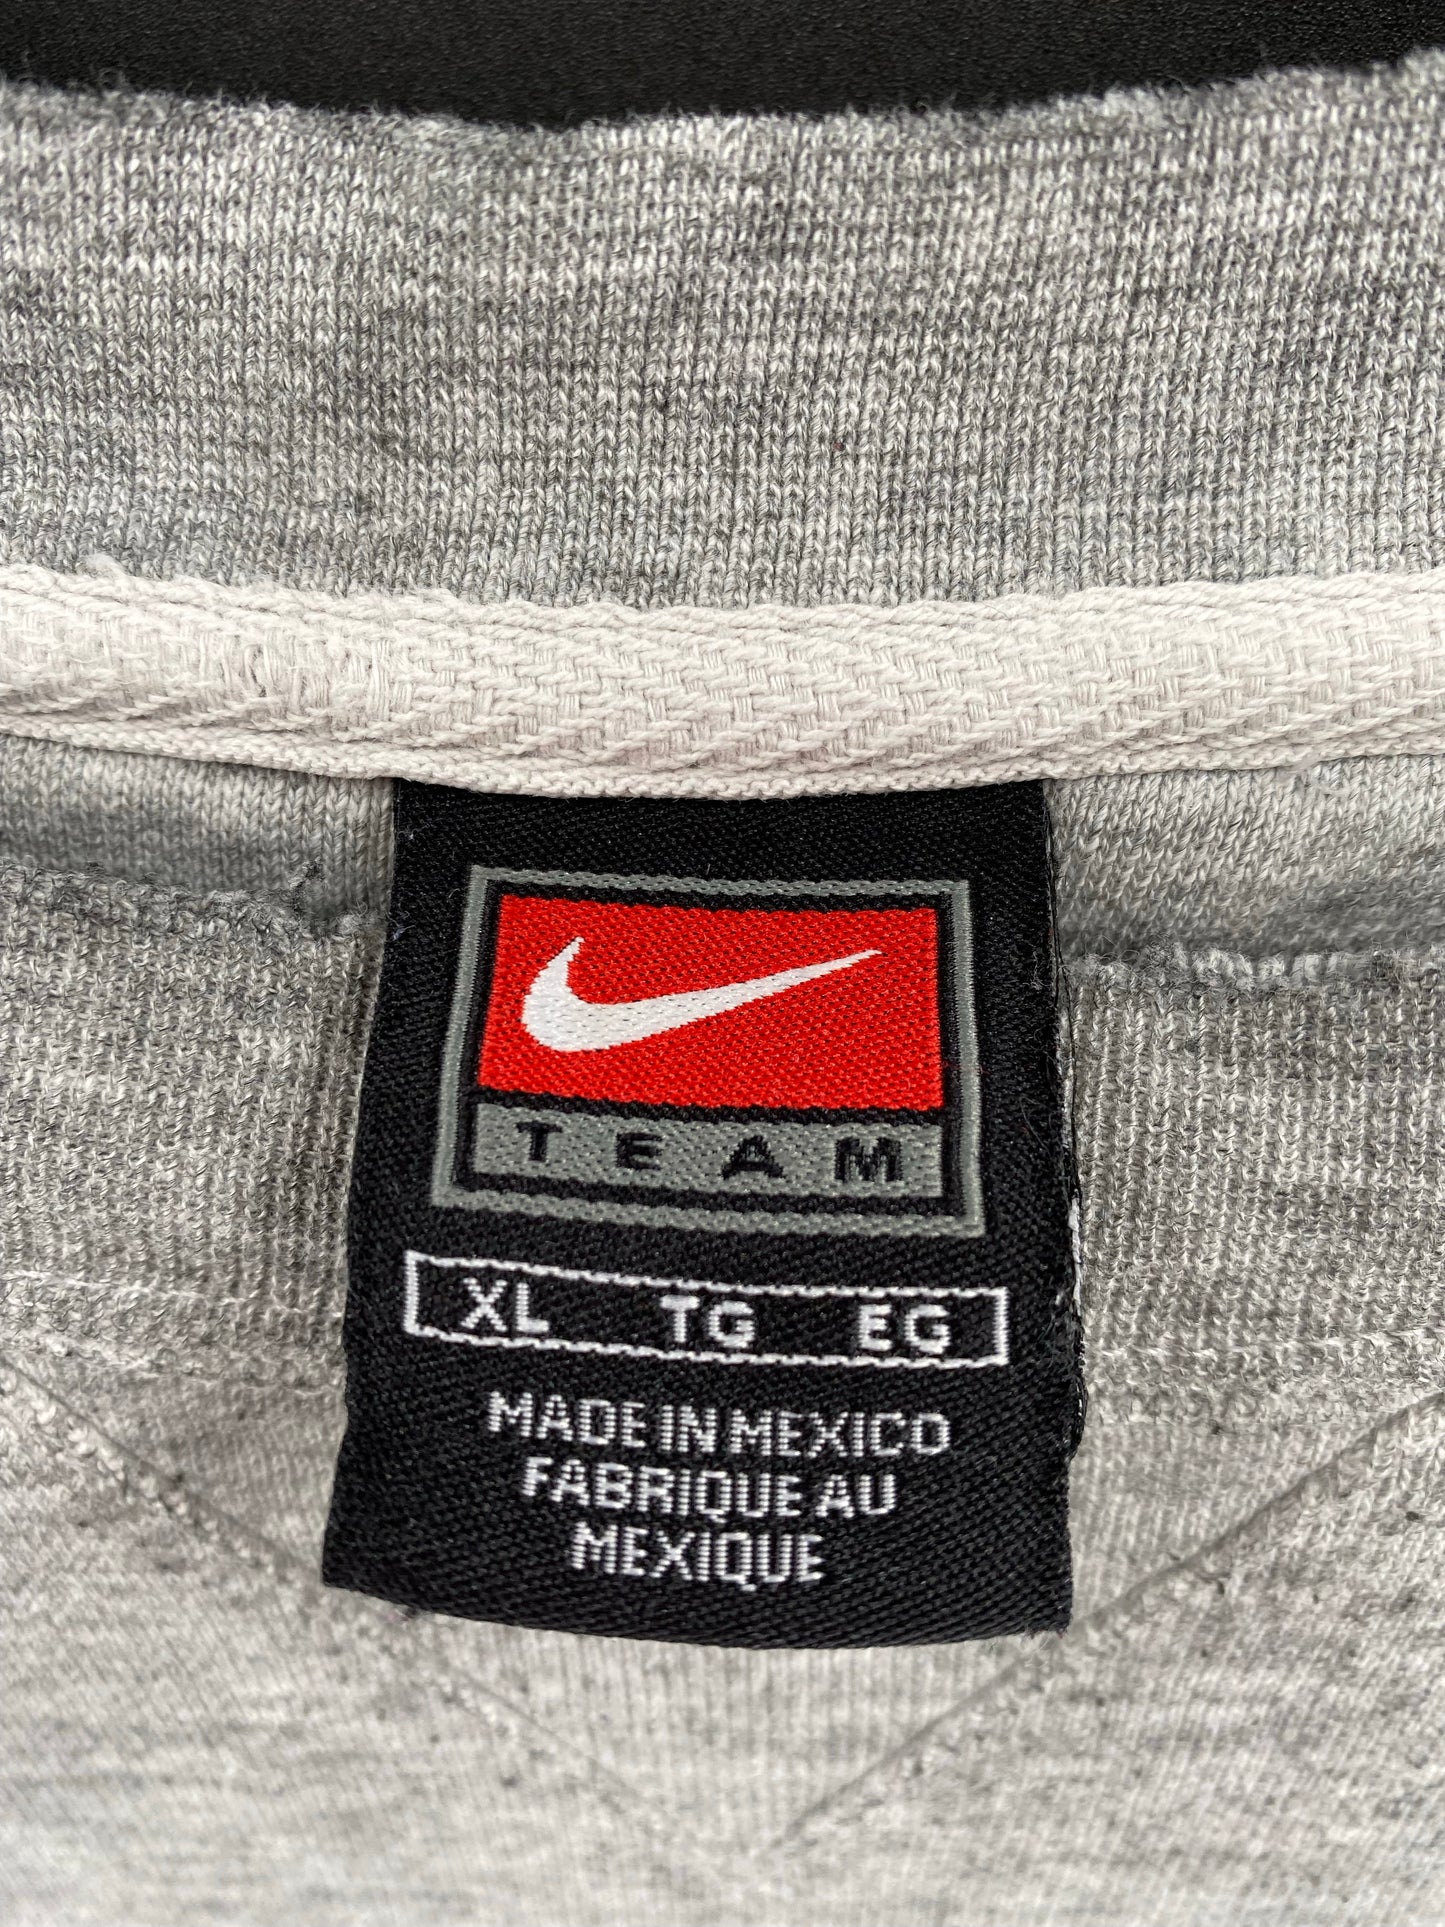 TEAM
XL TG EG
MADE IN MEXICO
FABRIQUE AU
MEXIQUE